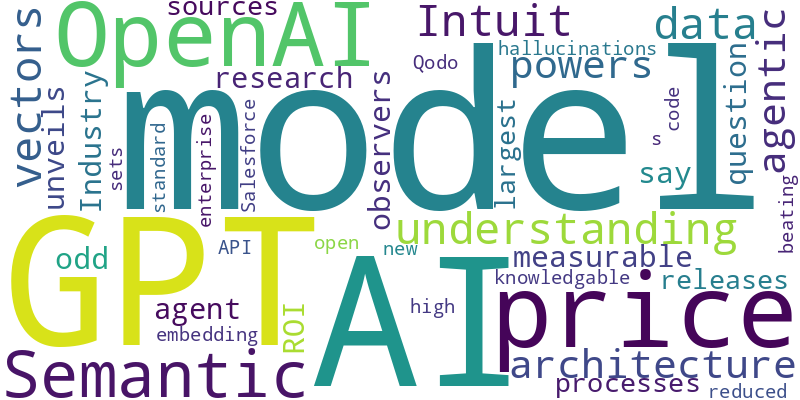 sources
OpenAI
Intuit
data
vectors
unveils
Industry
research
hallucinations
Qodo
powers
agentic
question
model
sets
standard
enterprise
Salesforce
observers
largest
code
s
say
beating
GPT
odd
API
open
new
understanding
measurable
knowledgable
releases
AI
high
price
agent
embedding
ROI
Semantic
architecture
processes
reduced